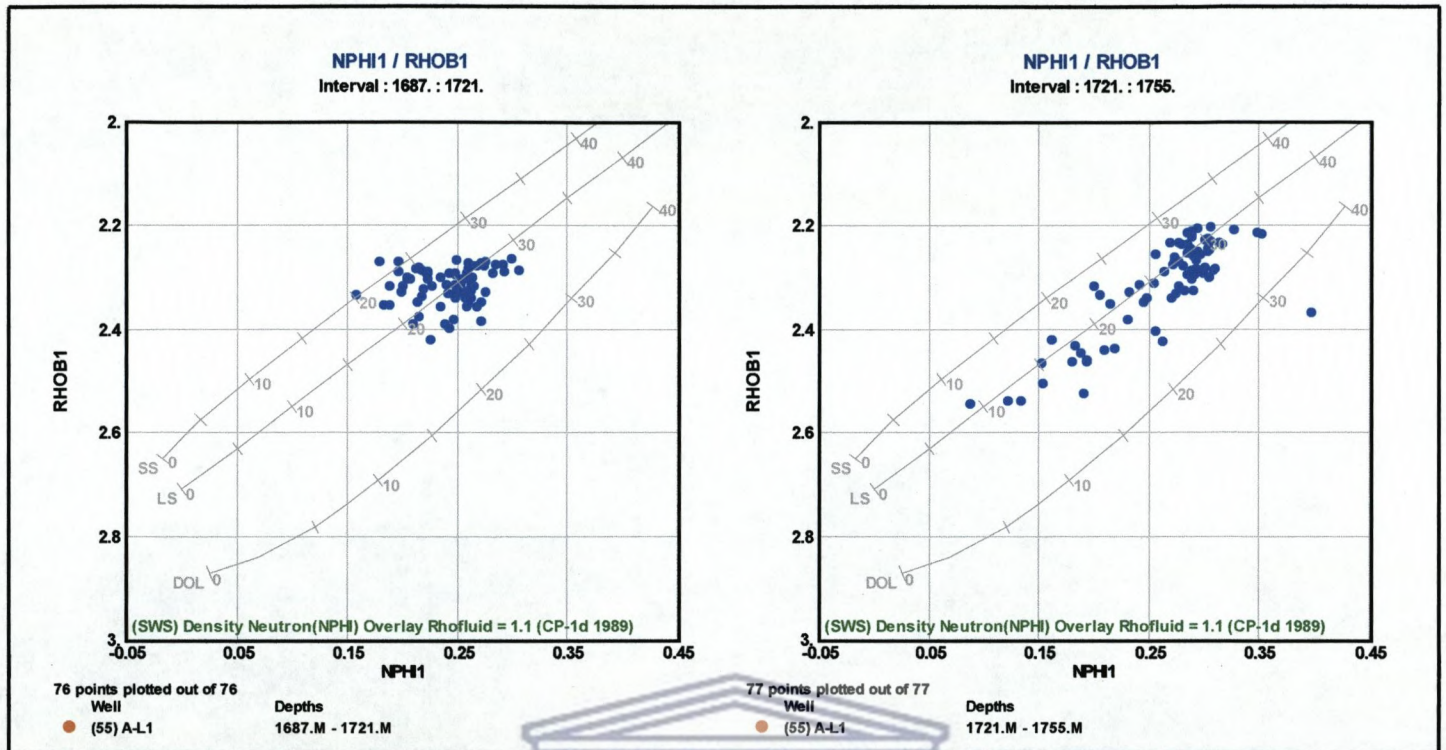 NPHI1 / RHOB1
Interval : 1687. : 1721.
2.
2.2
2.4
2.6
2.8
3.
RHOB1
40
40
40
30
30
30
20
20
20
10
10
10
SS 0
LS 0
DOL 0
(SWS) Density Neutron(NPHI) Overlay Rhofluid = 1.1 (CP-1d 1989)
-0.05 0.05 0.15 0.25 0.35 0.45
NPHI1
76 points plotted out of 76
Well Depths
(55) A-L1 1687.M - 1721.M
NPHI1 / RHOB1
Interval : 1721. : 1755.
2.
2.2
2.4
2.6
2.8
3.
RHOB1
40
40
40
30
30
30
20
20
20
10
10
10
SS 0
LS 0
DOL 0
(SWS) Density Neutron(NPHI) Overlay Rhofluid = 1.1 (CP-1d 1989)
-0.05 0.05 0.15 0.25 0.35 0.45
NPHI1
77 points plotted out of 77
Well Depths
(55) A-L1 1721.M - 1755.M